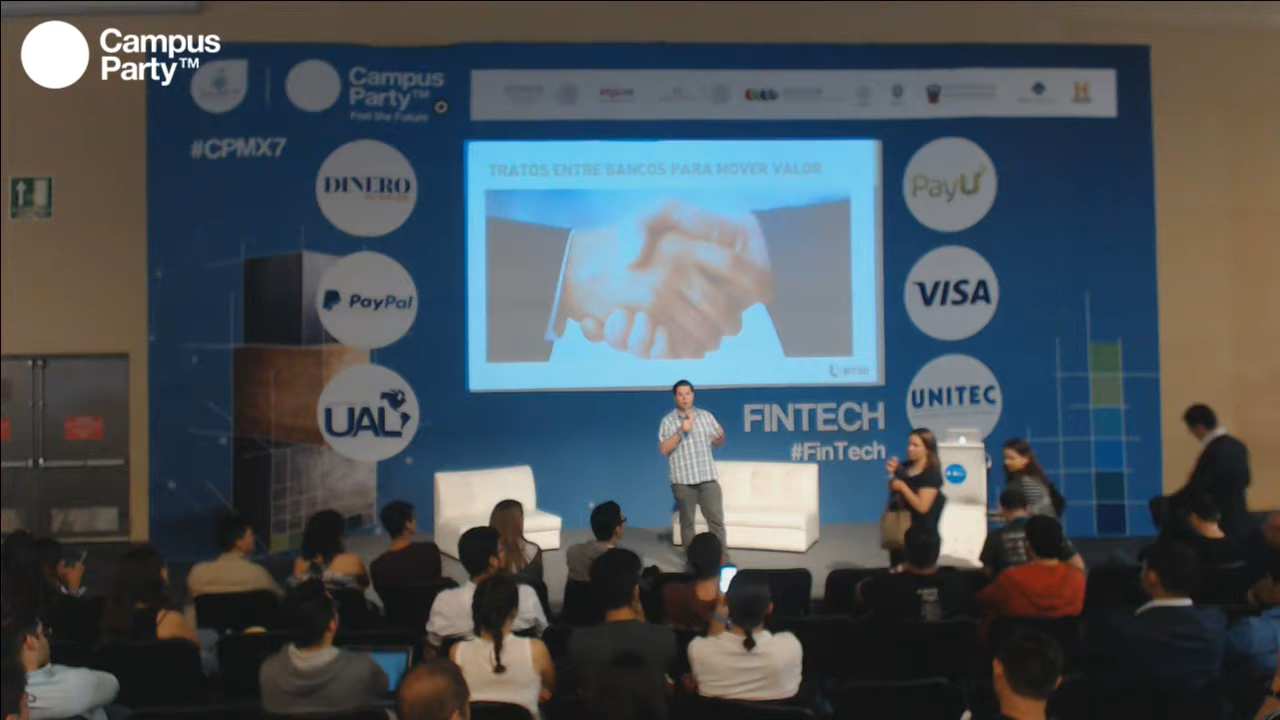 Campus
Party™
Campus
Party™
Feel the Future
#CPMX7
DINERO
TRATOS ENTRE BANCOS PARA MOVER VALOR
PayU
PayPal
VISA
UAL
UNITEC
FINTECH
#FinTech